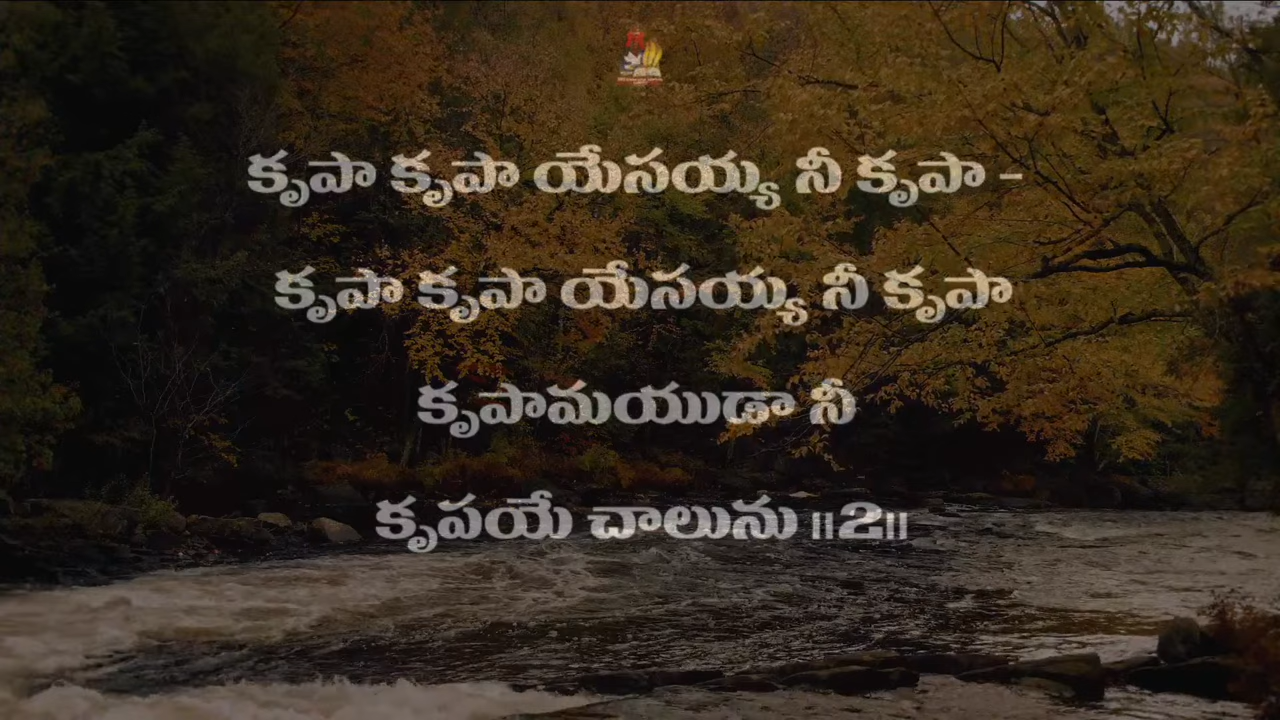 కృపా కృపా యేసయ్య నీ కృపా -
కృపా కృపా యేసయ్య నీ కృపా
కృపామయుడా నీ
కృపయే చాలును ||2||